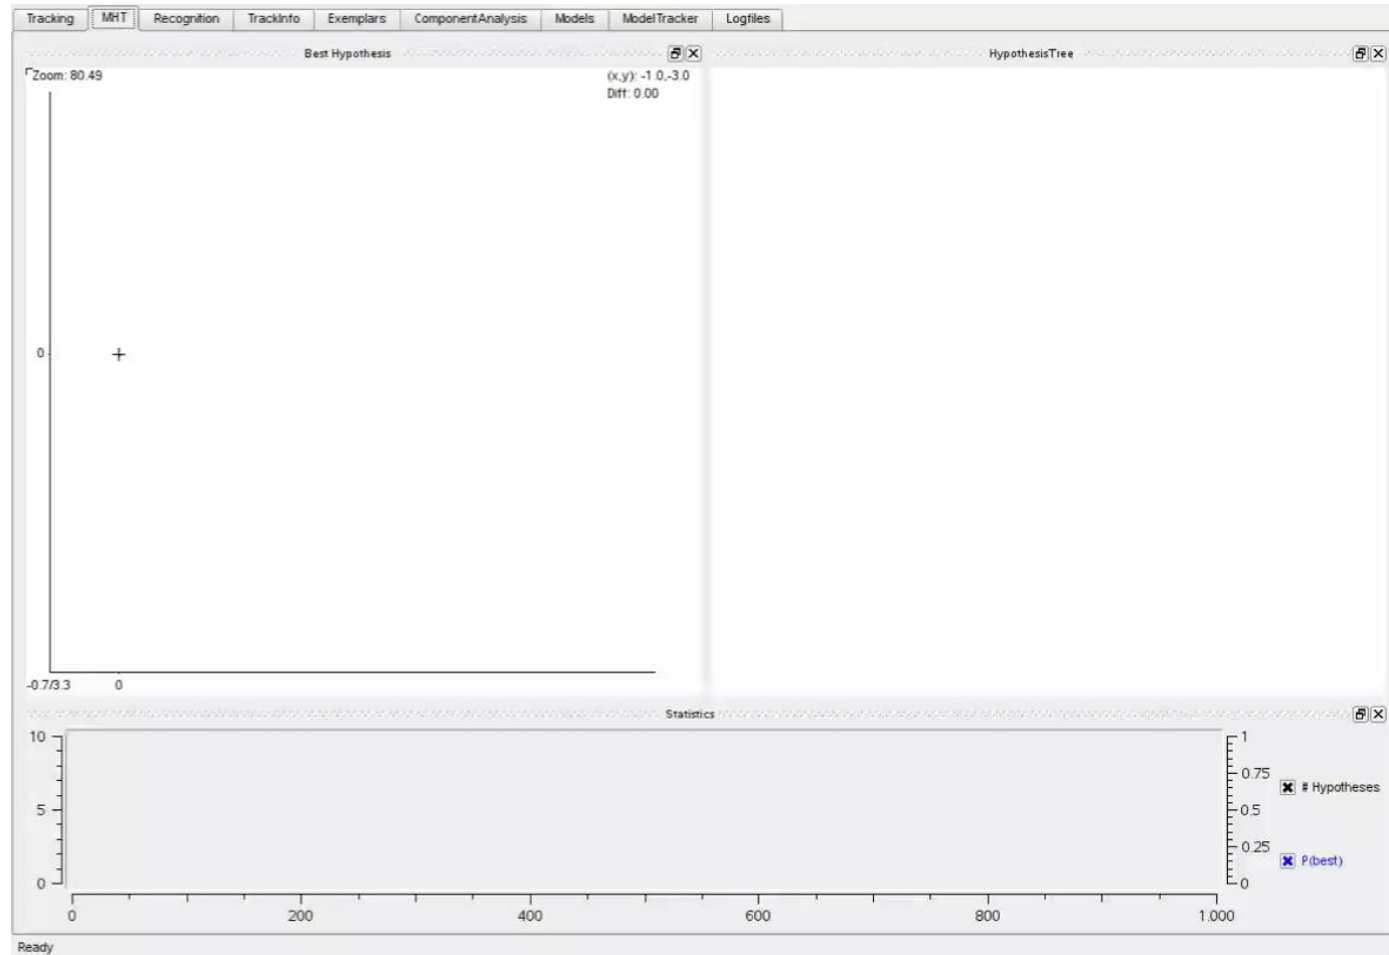 Tracking MHT Recognition TrackInfo Exemplars ComponentAnalysis Models ModelTracker Logfiles
Best Hypothesis HypothesisTree
Zoom: 80.49 (x,y): -1.0,-3.0
Diff: 0.00
0
-0.7/3.3 0
Statistics
10 1
0.75 # Hypotheses
5 0.5
0.25 P(best)
0 0
0 200 400 600 800 1.000
Ready